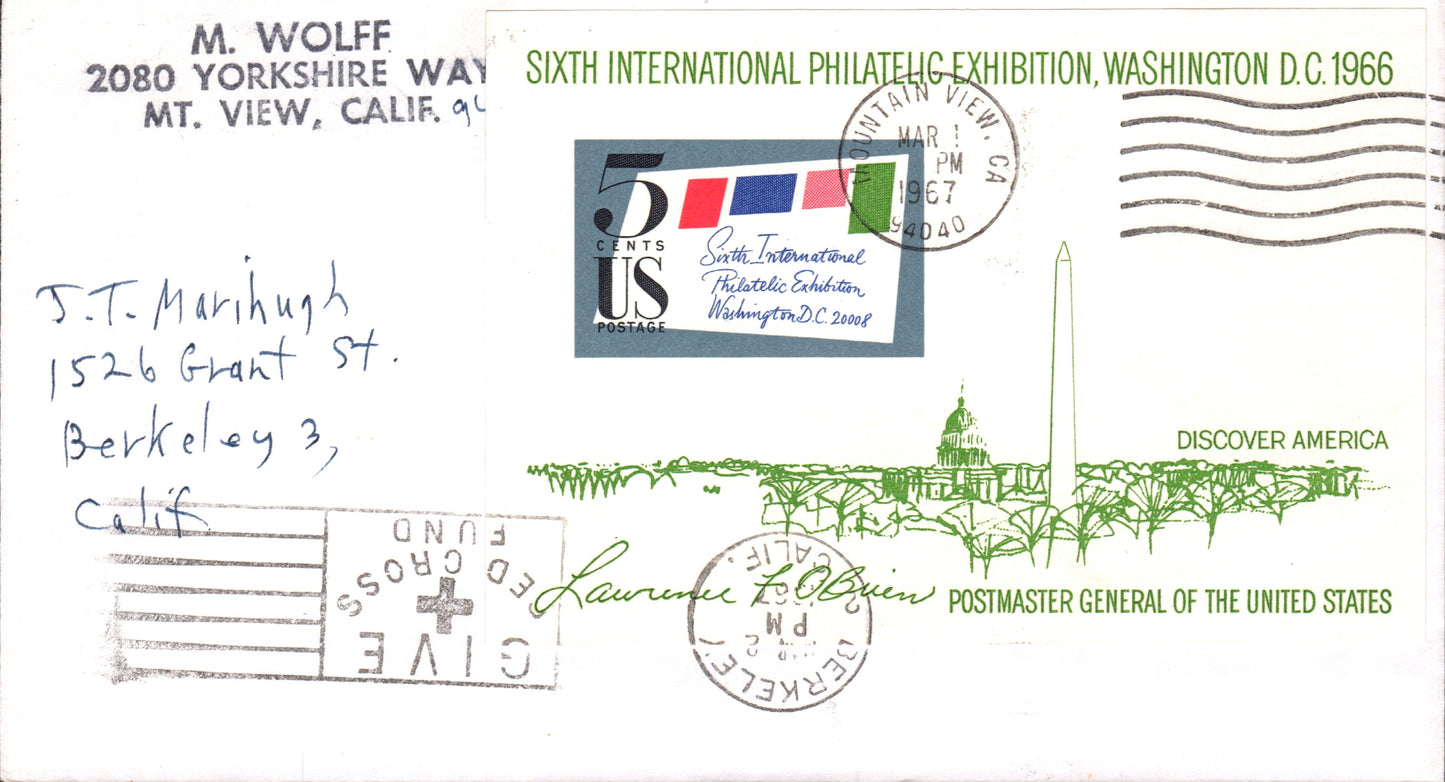 M. WOLFF
2080 YORKSHIRE WAY
MT. VIEW, CALIF.
SIXTH INTERNATIONAL PHILATELIC EXHIBITION, WASHINGTON D.C. 1966
MOUNTAIN VIEW, CA
MAR 1
PM
1967
94040
5
CENTS
US
POSTAGE
Sixth International
Philatelic Exhibition
Washington D.C. 20008
J.T. Marihugh
1526 Grant St.
Berkeley 3,
Calif
DISCOVER AMERICA
Lawrence F O'Brien
POSTMASTER GENERAL OF THE UNITED STATES
GIVE
RED CROSS
FUND
BERKELEY
CALIF.
2
PM
1967